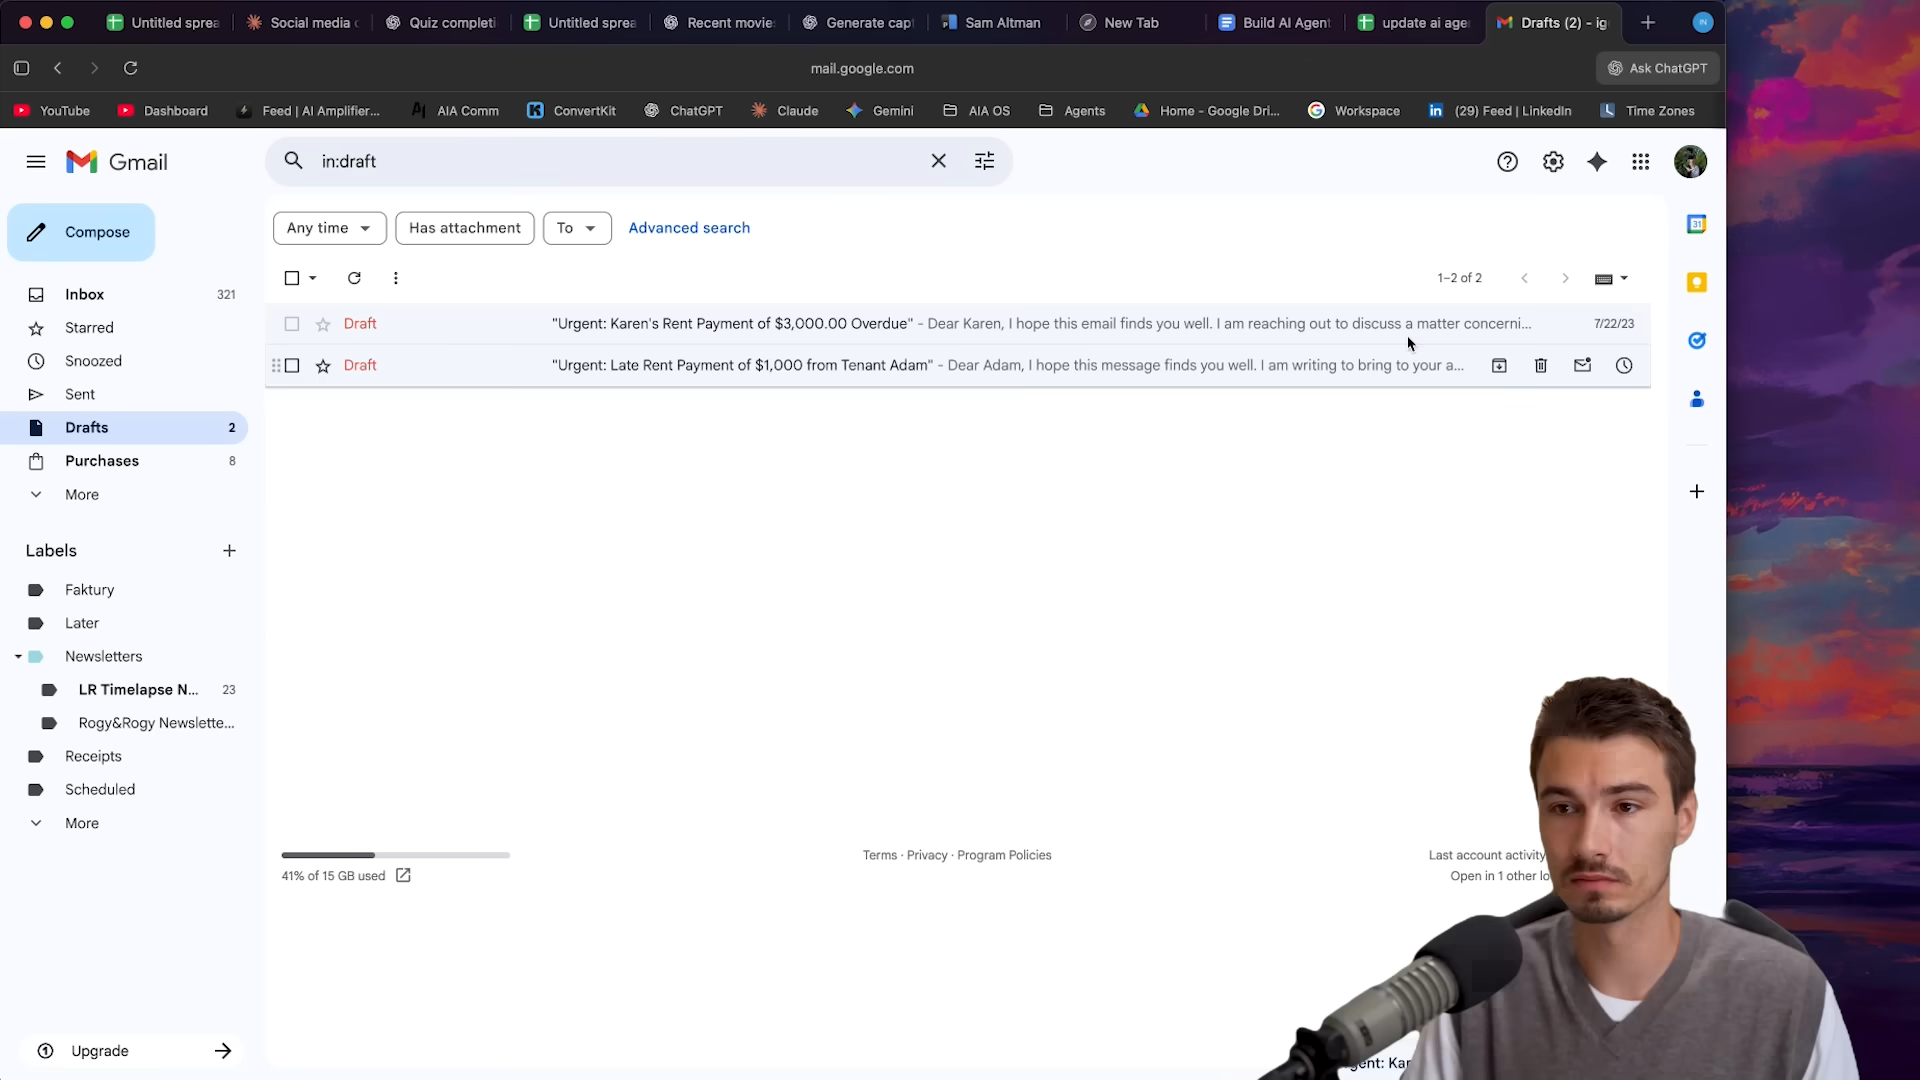 Untitled sprea
Social media c
Quiz completi
Untitled sprea
Recent movie
Generate cap
Sam Altman
New Tab
Build AI Agent
update ai age
Drafts (2) - ig
IN
mail.google.com
Ask ChatGPT
YouTube
Dashboard
Feed | AI Amplifier...
AIA Comm
ConvertKit
ChatGPT
Claude
Gemini
AIA OS
Agents
Home - Google Dri...
Workspace
(29) Feed | LinkedIn
Time Zones
Gmail
in:draft
Compose
Any time
Has attachment
To
Advanced search
1–2 of 2
Inbox 321
Starred
Snoozed
Sent
Drafts 2
Purchases 8
More
Draft "Urgent: Karen's Rent Payment of $3,000.00 Overdue" - Dear Karen, I hope this email finds you well. I am reaching out to discuss a matter concerni... 7/22/23
Draft "Urgent: Late Rent Payment of $1,000 from Tenant Adam" - Dear Adam, I hope this message finds you well. I am writing to bring to your a...
31
Labels
Faktury
Later
Newsletters
LR Timelapse N... 23
Rogy&Rogy Newslette...
Receipts
Scheduled
More
41% of 15 GB used
Terms · Privacy · Program Policies
Last account activity
Open in 1 other lo
Upgrade
gent: Kar